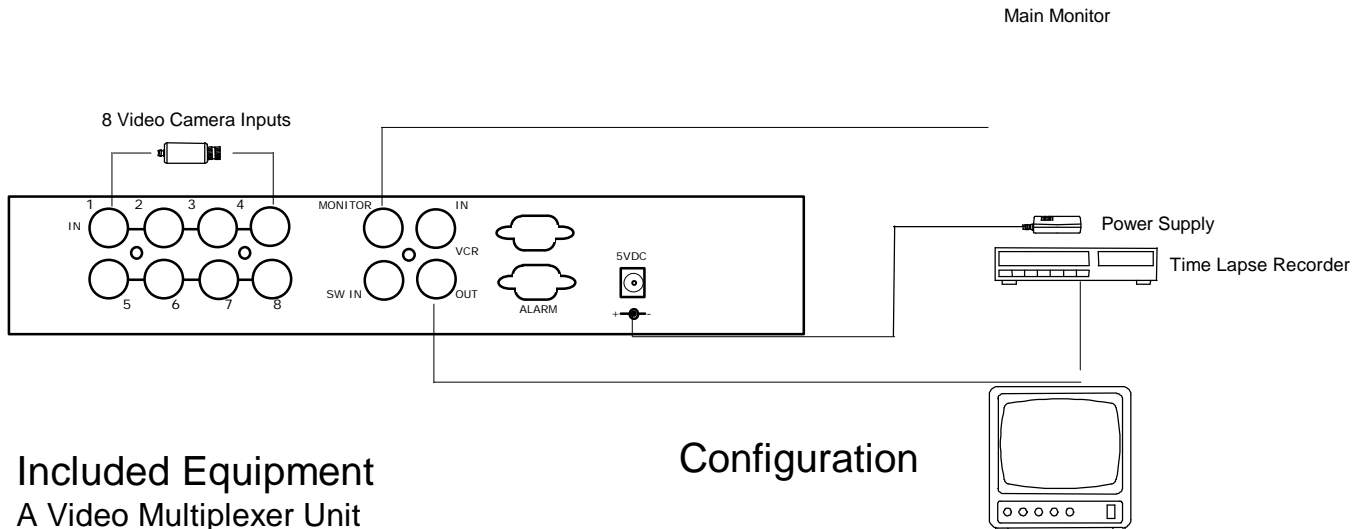 Main Monitor
8 Video Camera Inputs
1 2 3 4
IN
5 6 7 8
MONITOR
IN
VCR
SW IN
OUT
ALARM
5VDC
+ -
Power Supply
Time Lapse Recorder
Configuration
Included Equipment
A Video Multiplexer Unit